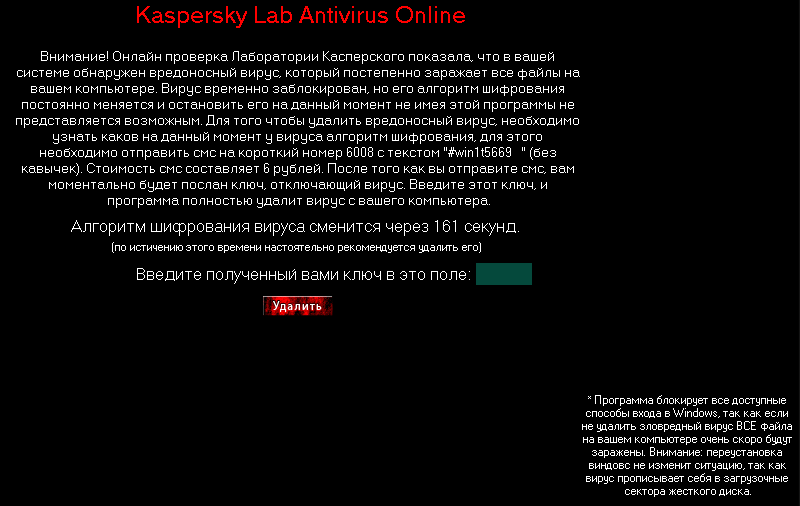 Kaspersky Lab Antivirus Online
Внимание! Онлайн проверка Лаборатории Касперского показала, что в вашей
системе обнаружен вредоносный вирус, который постепенно заражает все файлы на
вашем компьютере. Вирус временно заблокирован, но его алгоритм шифрования
постоянно меняется и остановить его на данный момент не имея этой программы не
представляется возможным. Для того чтобы удалить вредоносный вирус, необходимо
узнать каков на данный момент у вируса алгоритм шифрования, для этого
необходимо отправить смс на короткий номер 6008 с текстом "#win1t5669 " (без
кавычек). Стоимость смс составляет 6 рублей. После того как вы отправите смс, вам
моментально будет послан ключ, отключающий вирус. Введите этот ключ, и
программа полностью удалит вирус с вашего компьютера.
Алгоритм шифрования вируса сменится через 161 секунд.
(по истичению этого времени настоятельно рекомендуется удалить его)
Введите полученный вами ключ в это поле:
Удалить
* Программа блокирует все доступные
способы входа в Windows, так как если
не удалить зловредный вирус ВСЕ файла
на вашем компьютере очень скоро будут
заражены. Внимание: переустановка
виндовс не изменит ситуацию, так как
вирус прописывает себя в загрузочные
сектора жесткого диска.